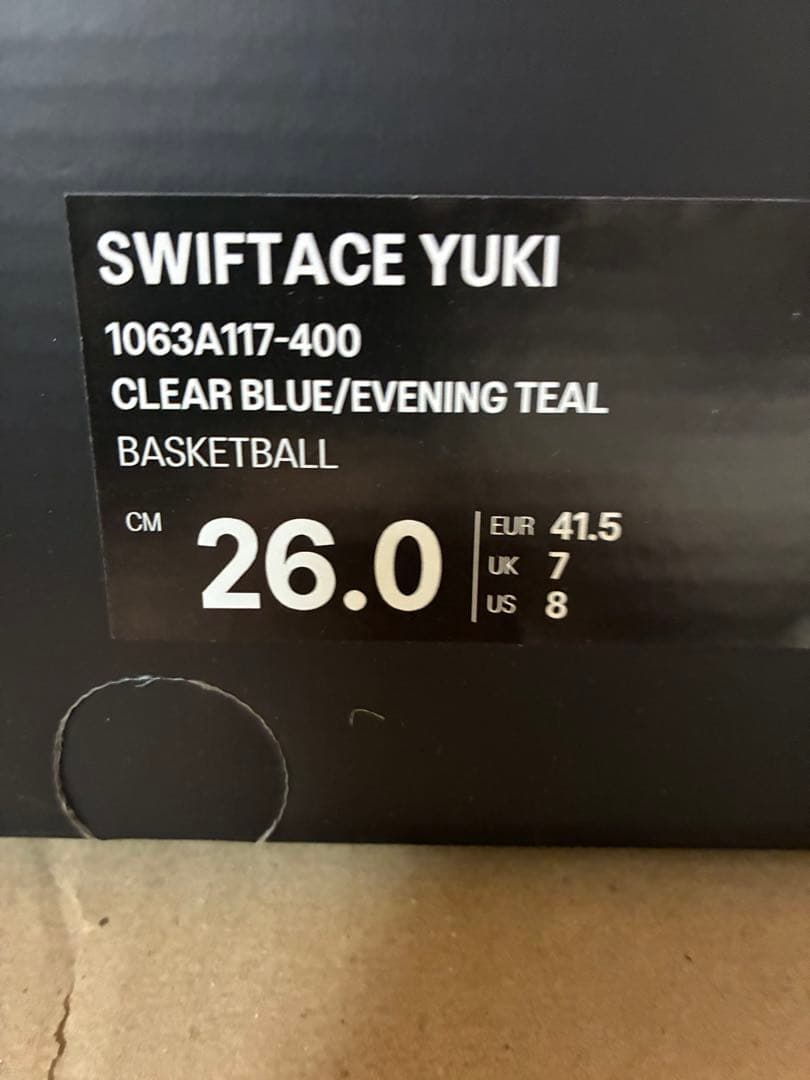 SWIFTACE YUKI
1063A117-400
CLEAR BLUE/EVENING TEAL
BASKETBALL
CM 26.0
EUR 41.5
UK 7
US 8